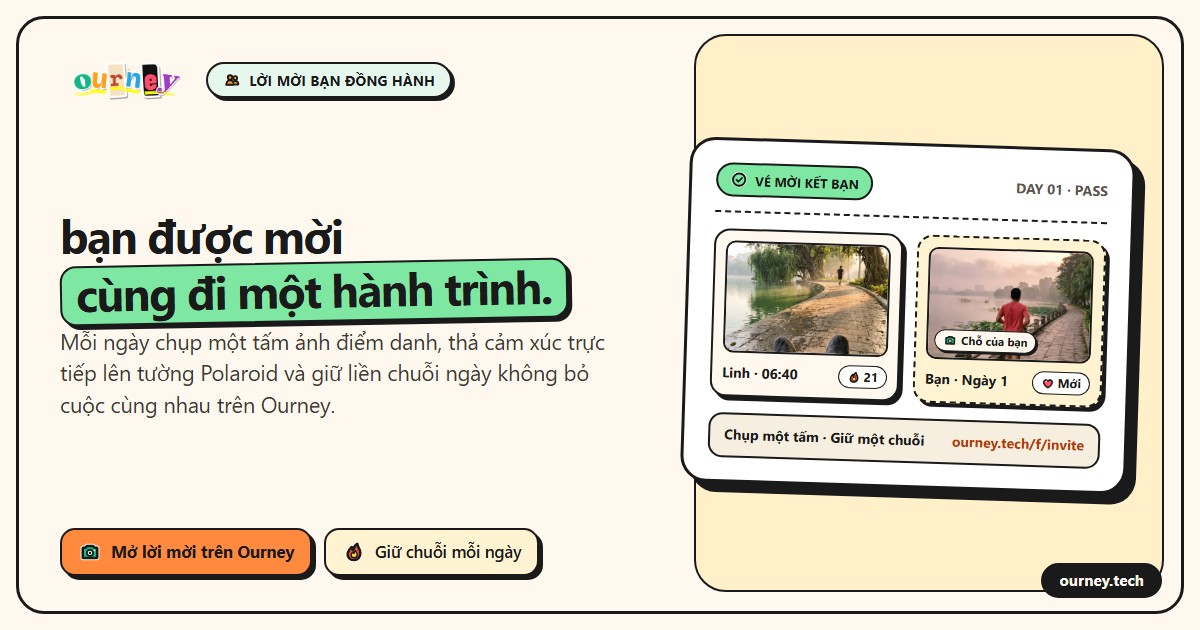 ourney
LỜI MỜI BẠN ĐỒNG HÀNH
bạn được mời
cùng đi một hành trình.
Mỗi ngày chụp một tấm ảnh điểm danh, thả cảm xúc trực
tiếp lên tường Polaroid và giữ liền chuỗi ngày không bỏ
cuộc cùng nhau trên Ourney.
Mở lời mời trên Ourney
Giữ chuỗi mỗi ngày
VÉ MỜI KẾT BẠN
DAY 01 · PASS
Linh · 06:40
21
Chỗ của bạn
Bạn · Ngày 1
Mới
Chụp một tấm · Giữ một chuỗi
ourney.tech/f/invite
ourney.tech